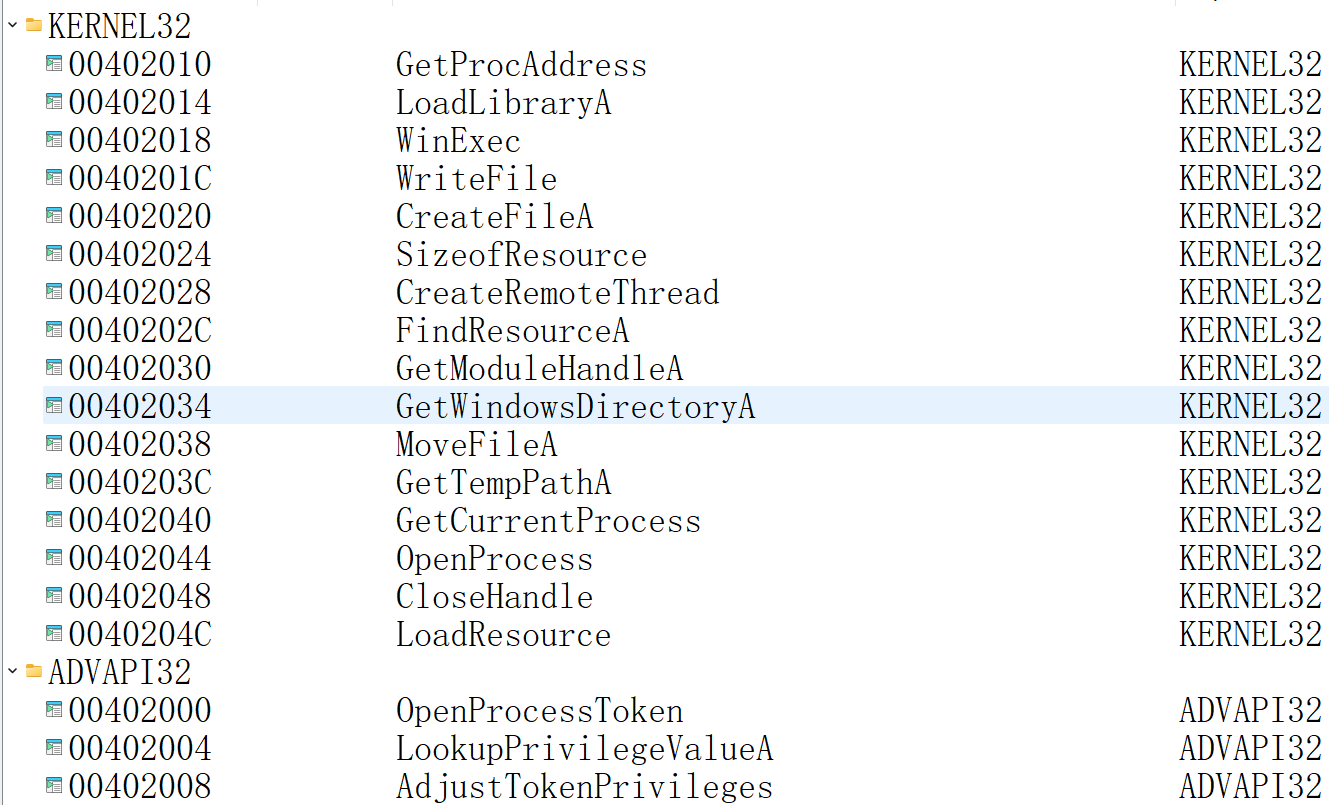 KERNEL32
00402010 GetProcAddress KERNEL32
00402014 LoadLibraryA KERNEL32
00402018 WinExec KERNEL32
0040201C WriteFile KERNEL32
00402020 CreateFileA KERNEL32
00402024 SizeofResource KERNEL32
00402028 CreateRemoteThread KERNEL32
0040202C FindResourceA KERNEL32
00402030 GetModuleHandleA KERNEL32
00402034 GetWindowsDirectoryA KERNEL32
00402038 MoveFileA KERNEL32
0040203C GetTempPathA KERNEL32
00402040 GetCurrentProcess KERNEL32
00402044 OpenProcess KERNEL32
00402048 CloseHandle KERNEL32
0040204C LoadResource KERNEL32
ADVAPI32
00402000 OpenProcessToken ADVAPI32
00402004 LookupPrivilegeValueA ADVAPI32
00402008 AdjustTokenPrivileges ADVAPI32